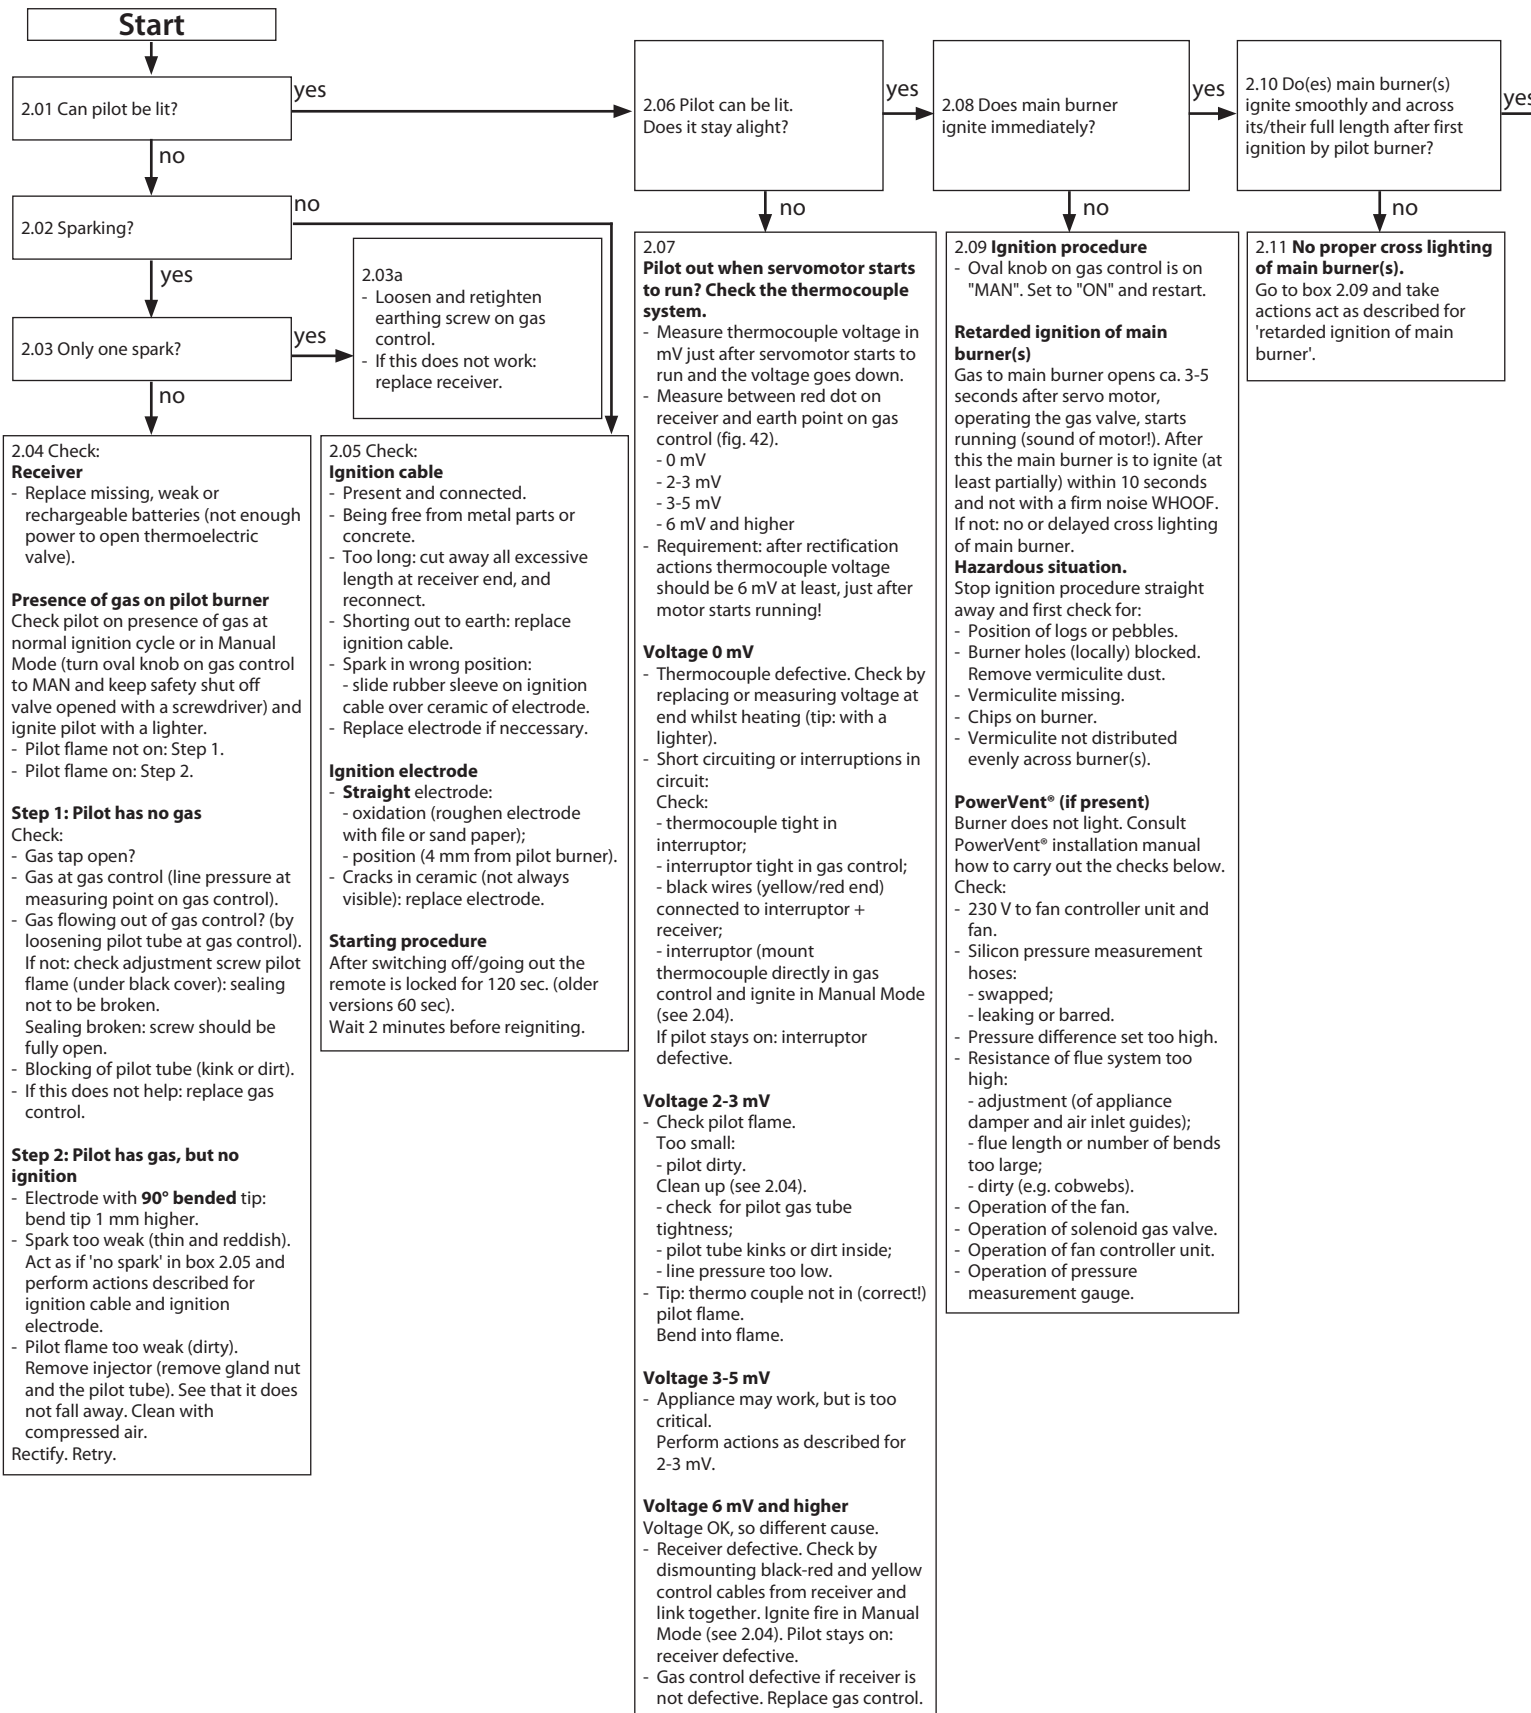 Start
2.01 Can pilot be lit?
yes
no
2.02 Sparking?
no
yes
2.03 Only one spark?
yes
no
2.03a
- Loosen and retighten
earthing screw on gas
control.
- If this does not work:
replace receiver.
2.04 Check:
Receiver
- Replace missing, weak or
rechargeable batteries (not enough
power to open thermoelectric
valve).
Presence of gas on pilot burner
Check pilot on presence of gas at
normal ignition cycle or in Manual
Mode (turn oval knob on gas control
to MAN and keep safety shut off
valve opened with a screwdriver) and
ignite pilot with a lighter.
- Pilot flame not on: Step 1.
- Pilot flame on: Step 2.
Step 1: Pilot has no gas
Check:
- Gas tap open?
- Gas at gas control (line pressure at
measuring point on gas control).
- Gas flowing out of gas control? (by
loosening pilot tube at gas control).
If not: check adjustment screw pilot
flame (under black cover): sealing
not to be broken.
Sealing broken: screw should be
fully open.
- Blocking of pilot tube (kink or dirt).
- If this does not help: replace gas
control.
Step 2: Pilot has gas, but no
ignition
- Electrode with 90° bended tip:
bend tip 1 mm higher.
- Spark too weak (thin and reddish).
Act as if 'no spark' in box 2.05 and
perform actions described for
ignition cable and ignition
electrode.
- Pilot flame too weak (dirty).
Remove injector (remove gland nut
and the pilot tube). See that it does
not fall away. Clean with
compressed air.
Rectify. Retry.
2.05 Check:
Ignition cable
- Present and connected.
- Being free from metal parts or
concrete.
- Too long: cut away all excessive
length at receiver end, and
reconnect.
- Shorting out to earth: replace
ignition cable.
- Spark in wrong position:
- slide rubber sleeve on ignition
cable over ceramic of electrode.
- Replace electrode if neccessary.
Ignition electrode
- Straight electrode:
- oxidation (roughen electrode
with file or sand paper);
- position (4 mm from pilot burner).
- Cracks in ceramic (not always
visible): replace electrode.
Starting procedure
After switching off/going out the
remote is locked for 120 sec. (older
versions 60 sec).
Wait 2 minutes before reigniting.
2.06 Pilot can be lit.
Does it stay alight?
yes
no
2.07
Pilot out when servomotor starts
to run? Check the thermocouple
system.
- Measure thermocouple voltage in
mV just after servomotor starts to
run and the voltage goes down.
- Measure between red dot on
receiver and earth point on gas
control (fig. 42).
- 0 mV
- 2-3 mV
- 3-5 mV
- 6 mV and higher
- Requirement: after rectification
actions thermocouple voltage
should be 6 mV at least, just after
motor starts running!
Voltage 0 mV
- Thermocouple defective. Check by
replacing or measuring voltage at
end whilst heating (tip: with a
lighter).
- Short circuiting or interruptions in
circuit:
Check:
- thermocouple tight in
interruptor;
- interruptor tight in gas control;
- black wires (yellow/red end)
connected to interruptor +
receiver;
- interruptor (mount
thermocouple directly in gas
control and ignite in Manual Mode
(see 2.04).
If pilot stays on: interruptor
defective.
Voltage 2-3 mV
- Check pilot flame.
Too small:
- pilot dirty.
Clean up (see 2.04).
- check for pilot gas tube
tightness;
- pilot tube kinks or dirt inside;
- line pressure too low.
- Tip: thermo couple not in (correct!)
pilot flame.
Bend into flame.
Voltage 3-5 mV
- Appliance may work, but is too
critical.
Perform actions as described for
2-3 mV.
Voltage 6 mV and higher
Voltage OK, so different cause.
- Receiver defective. Check by
dismounting black-red and yellow
control cables from receiver and
link together. Ignite fire in Manual
Mode (see 2.04). Pilot stays on:
receiver defective.
- Gas control defective if receiver is
not defective. Replace gas control.
2.08 Does main burner
ignite immediately?
yes
no
2.09 Ignition procedure
- Oval knob on gas control is on
"MAN". Set to "ON" and restart.
Retarded ignition of main
burner(s)
Gas to main burner opens ca. 3-5
seconds after servo motor,
operating the gas valve, starts
running (sound of motor!). After
this the main burner is to ignite (at
least partially) within 10 seconds
and not with a firm noise WHOOF.
If not: no or delayed cross lighting
of main burner.
Hazardous situation.
Stop ignition procedure straight
away and first check for:
- Position of logs or pebbles.
- Burner holes (locally) blocked.
Remove vermiculite dust.
- Vermiculite missing.
- Chips on burner.
- Vermiculite not distributed
evenly across burner(s).
PowerVent® (if present)
Burner does not light. Consult
PowerVent® installation manual
how to carry out the checks below.
Check:
- 230 V to fan controller unit and
fan.
- Silicon pressure measurement
hoses:
- swapped;
- leaking or barred.
- Pressure difference set too high.
- Resistance of flue system too
high:
- adjustment (of appliance
damper and air inlet guides);
- flue length or number of bends
too large;
- dirty (e.g. cobwebs).
- Operation of the fan.
- Operation of solenoid gas valve.
- Operation of fan controller unit.
- Operation of pressure
measurement gauge.
2.10 Do(es) main burner(s)
ignite smoothly and across
its/their full length after first
ignition by pilot burner?
yes
no
2.11 No proper cross lighting
of main burner(s).
Go to box 2.09 and take
actions act as described for
'retarded ignition of main
burner'.